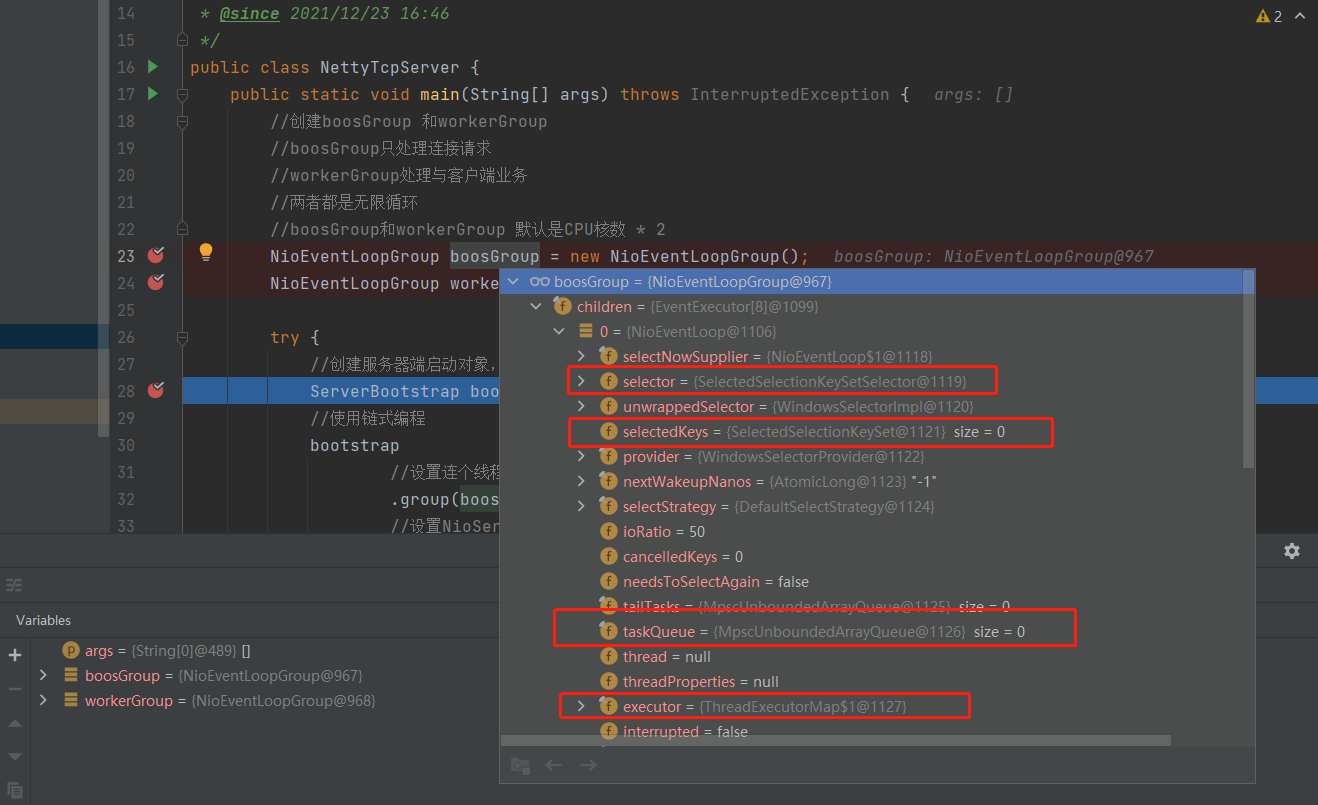 14 * @since 2021/12/23 16:46
2
15 */
16 public class NettyTcpServer {
17 public static void main(String[] args) throws InterruptedException { args: []
18 //创建boosGroup 和workerGroup
19 //boosGroup只处理连接请求
20 //workerGroup处理与客户端业务
21 //两者都是无限循环
22 //boosGroup和workerGroup 默认是CPU核数 * 2
23 NioEventLoopGroup boosGroup = new NioEventLoopGroup(); boosGroup: NioEventLoopGroup@967
24 NioEventLoopGroup worke
25
26 try {
27 //创建服务器端启动对象,
28 ServerBootstrap boo
29 //使用链式编程
30 bootstrap
31 //设置连个线程
32 .group(boos
33 //设置NioSer
boosGroup = {NioEventLoopGroup@967}
children = {EventExecutor[8]@1099}
0 = {NioEventLoop@1106}
selectNowSupplier = {NioEventLoop$1@1118}
selector = {SelectedSelectionKeySetSelector@1119}
unwrappedSelector = {WindowsSelectorImpl@1120}
selectedKeys = {SelectedSelectionKeySet@1121} size = 0
provider = {WindowsSelectorProvider@1122}
nextWakeupNanos = {AtomicLong@1123} "-1"
selectStrategy = {DefaultSelectStrategy@1124}
ioRatio = 50
cancelledKeys = 0
needsToSelectAgain = false
tailTasks = {MpscUnboundedArrayQueue@1125} size = 0
taskQueue = {MpscUnboundedArrayQueue@1126} size = 0
thread = null
threadProperties = null
executor = {ThreadExecutorMap$1@1127}
interrupted = false
Variables
args = {String[0]@489} []
boosGroup = {NioEventLoopGroup@967}
workerGroup = {NioEventLoopGroup@968}